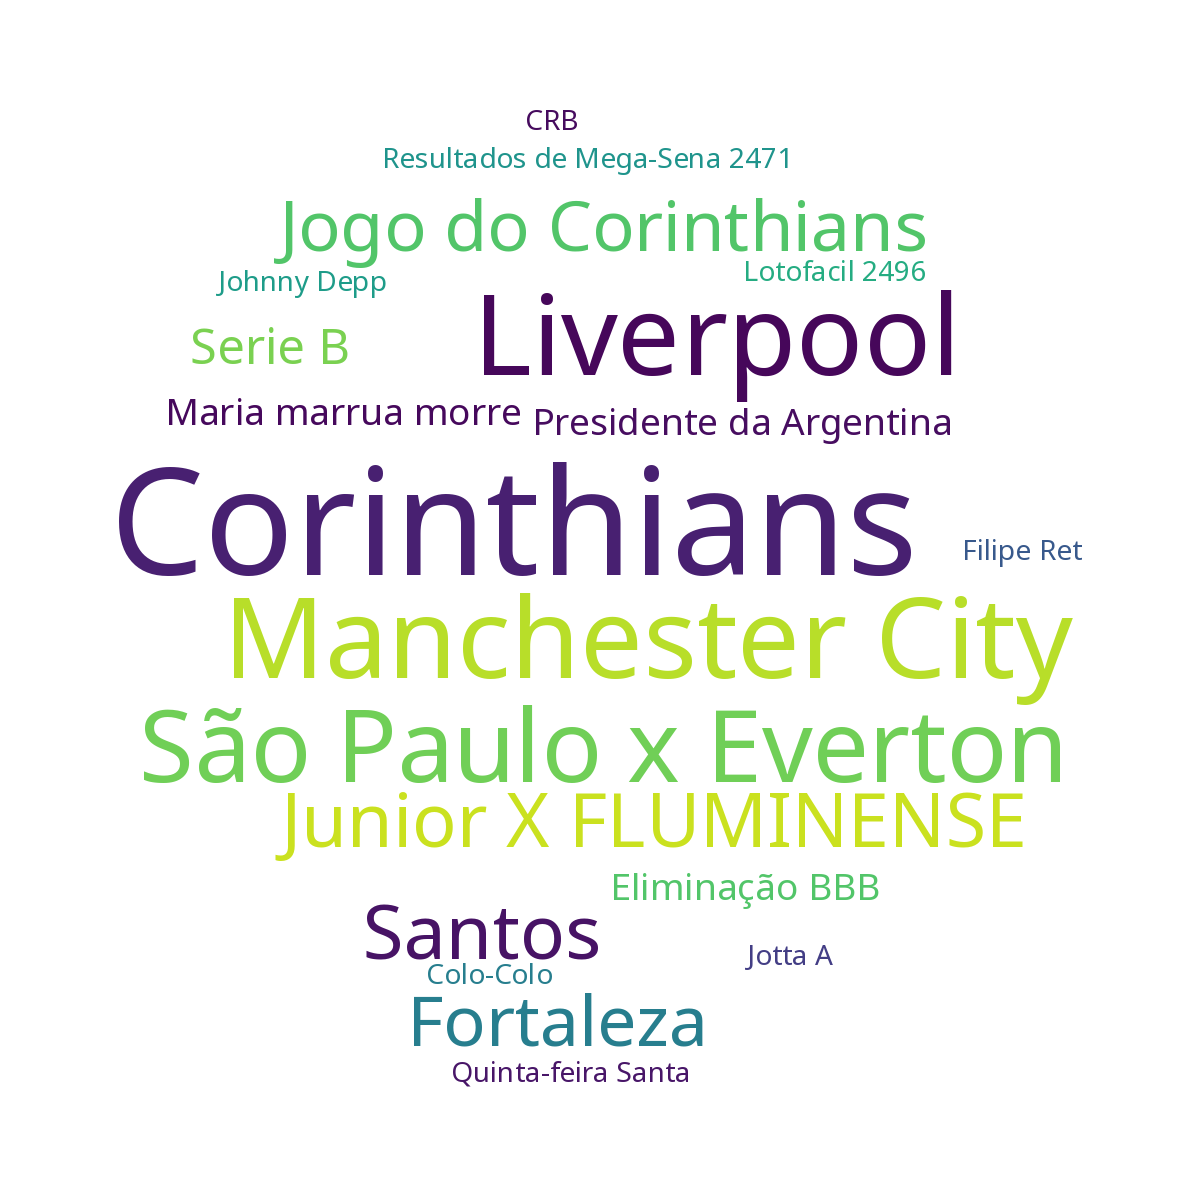 CRB
Resultados de Mega-Sena 2471
Jogo do Corinthians
Johnny Depp
Lotofacil 2496
Liverpool
Serie B
Maria marrua morre
Presidente da Argentina
Corinthians
Filipe Ret
Manchester City
São Paulo x Everton
Junior X FLUMINENSE
Eliminação BBB
Santos
Jotta A
Colo-Colo
Fortaleza
Quinta-feira Santa